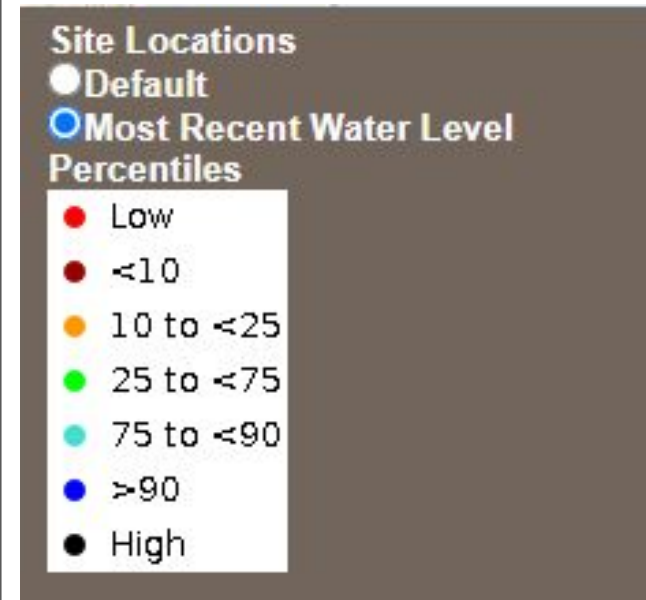 Site Locations
Default
Most Recent Water Level
Percentiles
Low
<10
10 to <25
25 to <75
75 to <90
>90
High